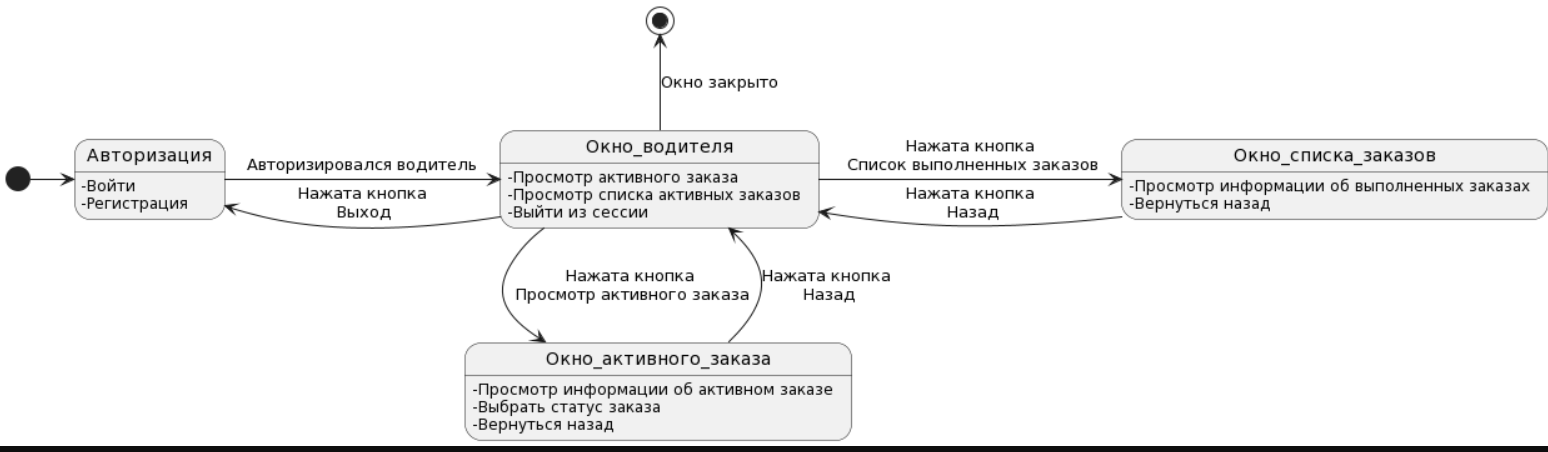 Окно закрыто
Авторизация
-Войти
-Регистрация
Авторизировался водитель
Нажата кнопка
Выход
Окно_водителя
-Просмотр активного заказа
-Просмотр списка активных заказов
-Выйти из сессии
Нажата кнопка
Список выполненных заказов
Нажата кнопка
Назад
Окно_списка_заказов
-Просмотр информации об выполненных заказах
-Вернуться назад
Нажата кнопка
Просмотр активного заказа
Нажата кнопка
Назад
Окно_активного_заказа
-Просмотр информации об активном заказе
-Выбрать статус заказа
-Вернуться назад